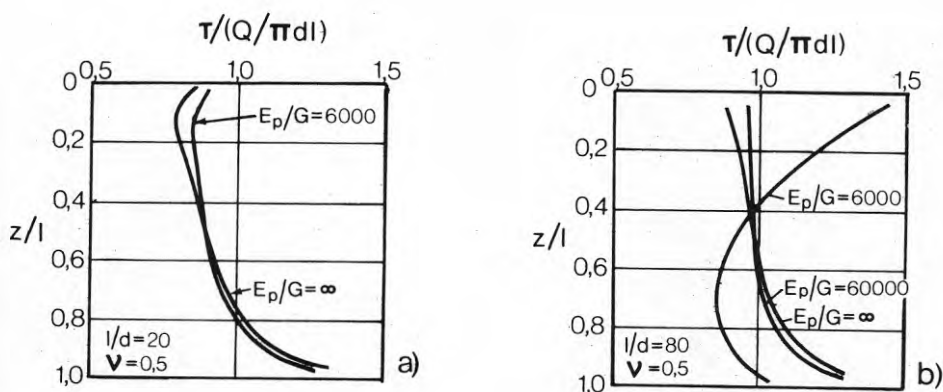 τ/(Q/πdl)
0,5 1,0 1,5
0
0,2
0,4
z/l
0,6
0,8
1,0
Ep/G=6000
Ep/G=∞
l/d=20
ν=0,5
a)
τ/(Q/πdl)
0,5 1,0 1,5
0
0,2
0,4
z/l
0,6
0,8
1,0
Ep/G=6000
Ep/G=60000
Ep/G=∞
l/d=80
ν=0,5
b)